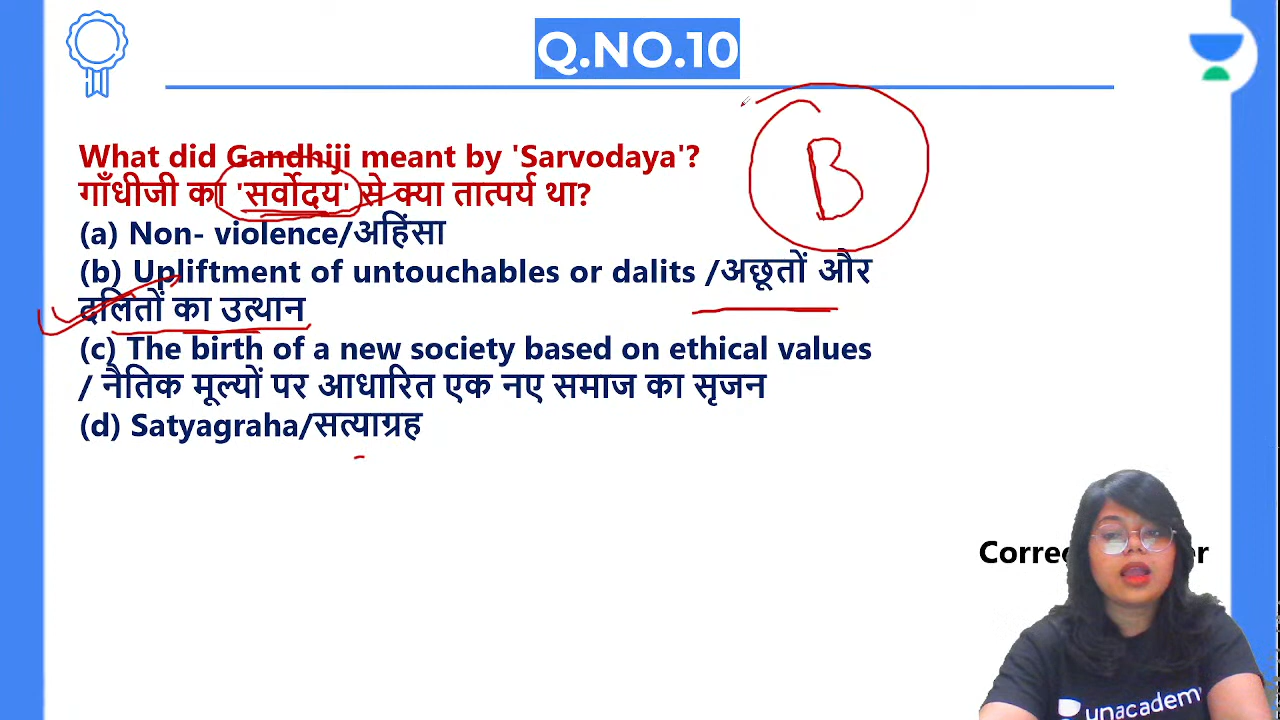 Q.NO.10
What did Gandhiji meant by 'Sarvodaya'?
गाँधीजी का 'सर्वोदय' से क्या तात्पर्य था?
(a) Non- violence/अहिंसा
(b) Upliftment of untouchables or dalits /अछूतों और
दलितों का उत्थान
(c) The birth of a new society based on ethical values
/ नैतिक मूल्यों पर आधारित एक नए समाज का सृजन
(d) Satyagraha/सत्याग्रह
B
unacademy